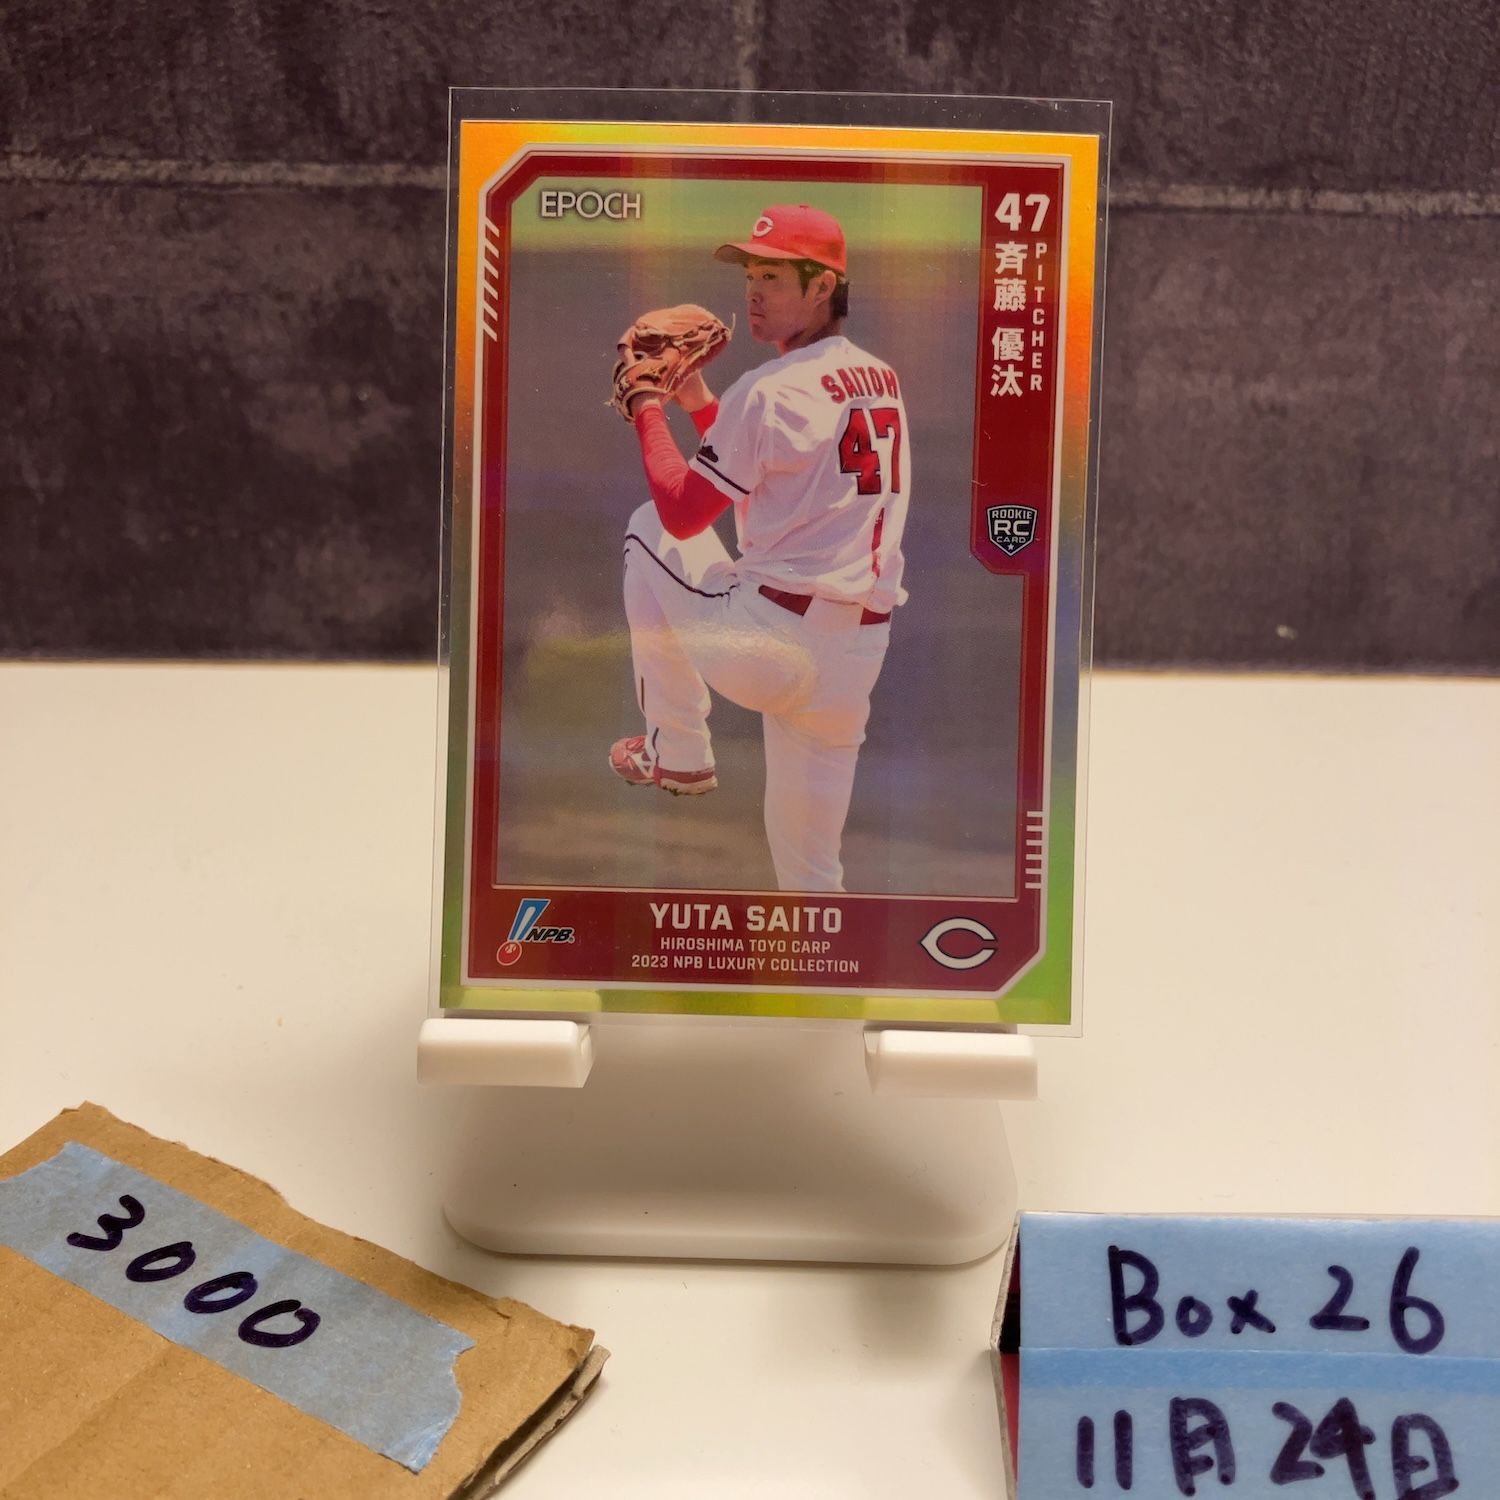 EPOCH
47
斉藤 優汰
PITCHER
C
SAITOH
47
ROOKIE
RC
CARD
NPB
YUTA SAITO
HIROSHIMA TOYO CARP
2023 NPB LUXURY COLLECTION
C
3000
Box 26
11月24日